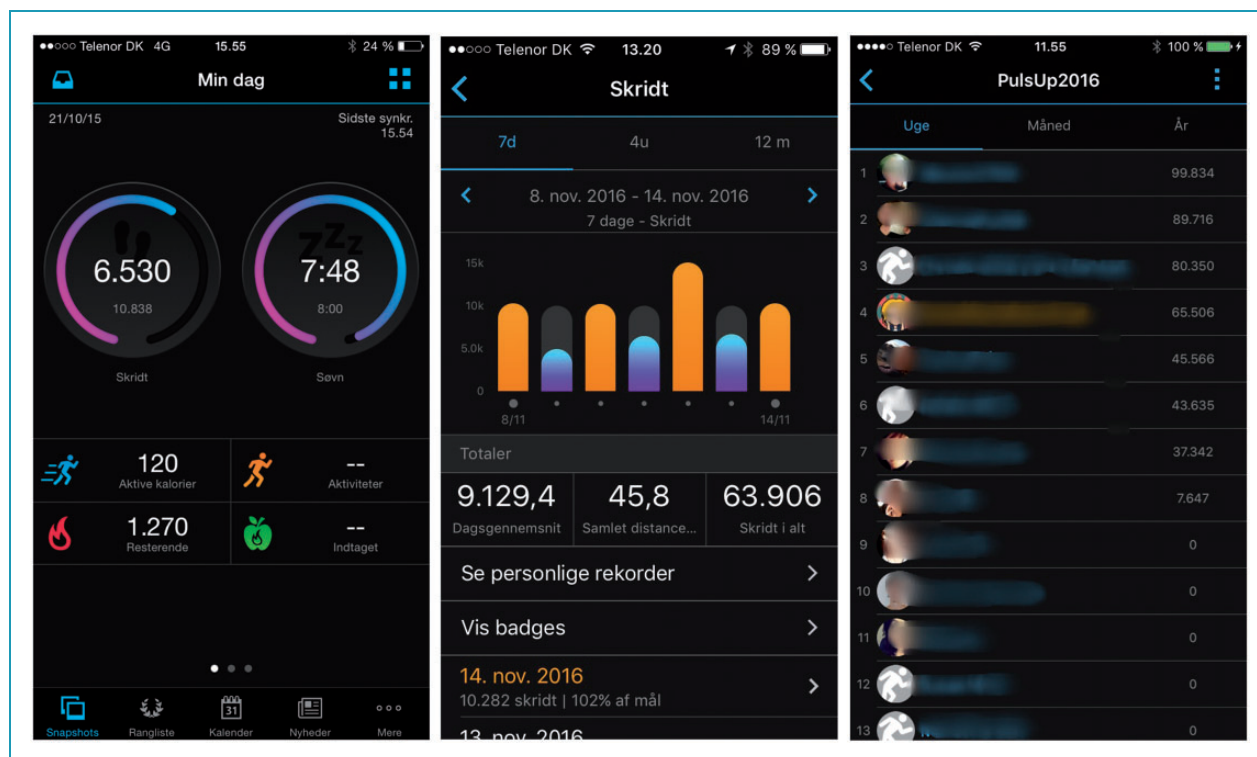 Telenor DK 4G 15.55 24 %
Min dag
21/10/15 Sidste synkr.
15.54
6.530 7:48
10.838 8:00
Skridt Søvn
120 --
Aktive kalorier Aktiviteter
1.270 --
Resterende Indtaget
31
Snapshots Rangliste Kalender Nyheder Mere
Telenor DK 13.20 89 %
Skridt
7d 4u 12 m
8. nov. 2016 - 14. nov. 2016
7 dage - Skridt
15k
10k
5.0k
0
8/11 14/11
Totaler
9.129,4 45,8 63.906
Dagsgennemsnit Samlet distance... Skridt i alt
Se personlige rekorder
Vis badges
14. nov. 2016
10.282 skridt | 102% af mål
13. nov. 2016
Telenor DK 11.55 100 %
PulsUp2016
Uge Måned År
1 99.834
2 89.716
3 80.350
4 65.506
5 45.566
6 43.635
7 37.342
8 7.647
9 0
10 0
11 0
12 0
13 0